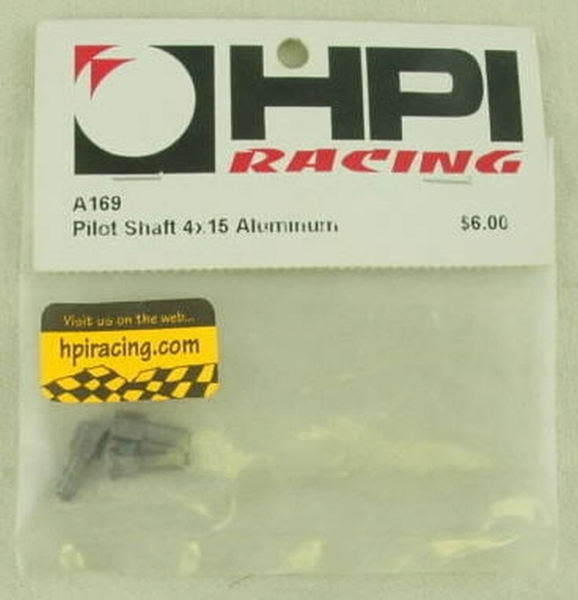 HPI
RACING
A169
Pilot Shaft 4x15 Aluminum $6.00
Visit us on the web...
hpiracing.com